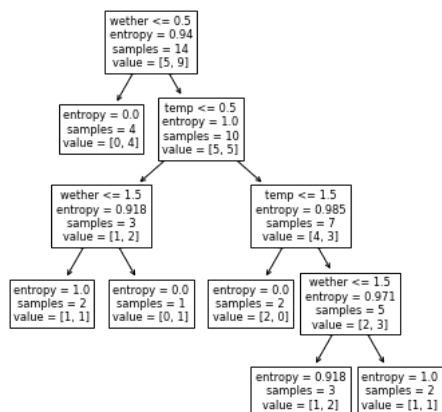 wether <= 0.5
entropy = 0.94
samples = 14
value = [5, 9]
entropy = 0.0
samples = 4
value = [0, 4]
temp <= 0.5
entropy = 1.0
samples = 10
value = [5, 5]
wether <= 1.5
entropy = 0.918
samples = 3
value = [1, 2]
temp <= 1.5
entropy = 0.985
samples = 7
value = [4, 3]
entropy = 1.0
samples = 2
value = [1, 1]
entropy = 0.0
samples = 1
value = [0, 1]
entropy = 0.0
samples = 2
value = [2, 0]
wether <= 1.5
entropy = 0.971
samples = 5
value = [2, 3]
entropy = 0.918
samples = 3
value = [1, 2]
entropy = 1.0
samples = 2
value = [1, 1]